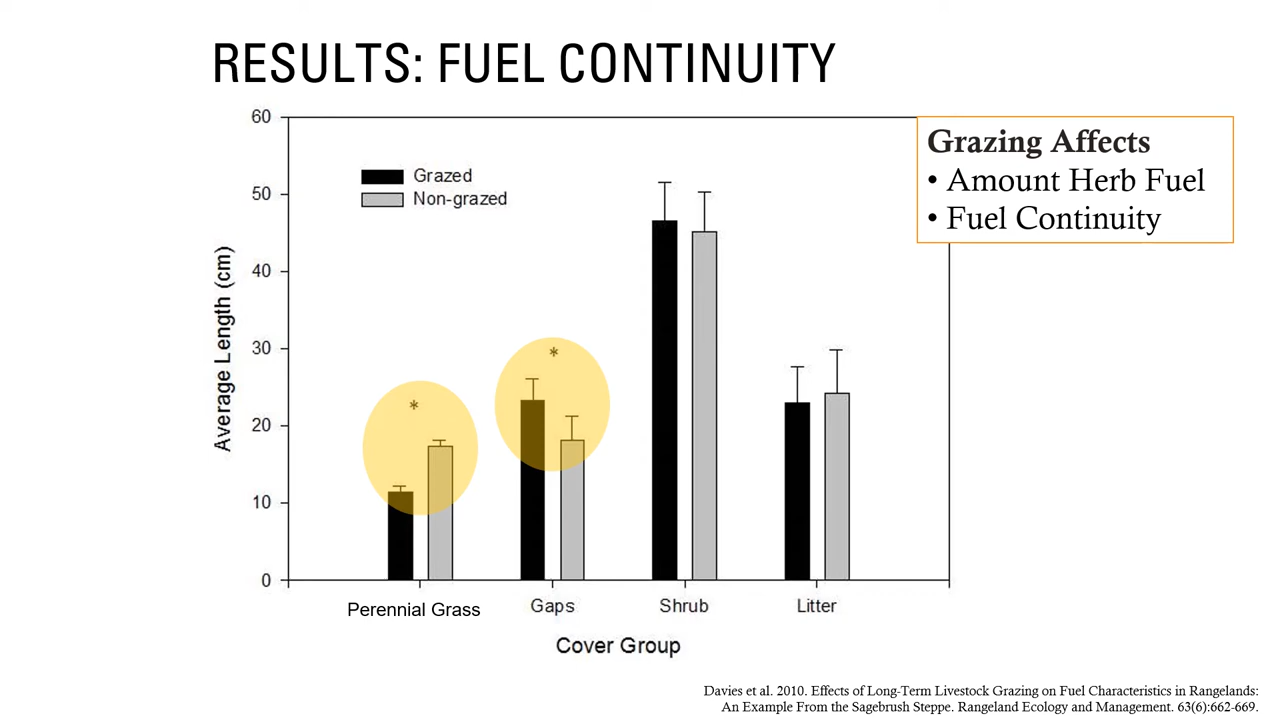 RESULTS: FUEL CONTINUITY
Grazing Affects
• Amount Herb Fuel
• Fuel Continuity
Grazed
Non-grazed
Average Length (cm)
60
50
40
30
20
10
0
*
*
Perennial Grass
Gaps
Shrub
Litter
Cover Group
Davies et al. 2010. Effects of Long-Term Livestock Grazing on Fuel Characteristics in Rangelands:
An Example From the Sagebrush Steppe. Rangeland Ecology and Management. 63(6):662-669.